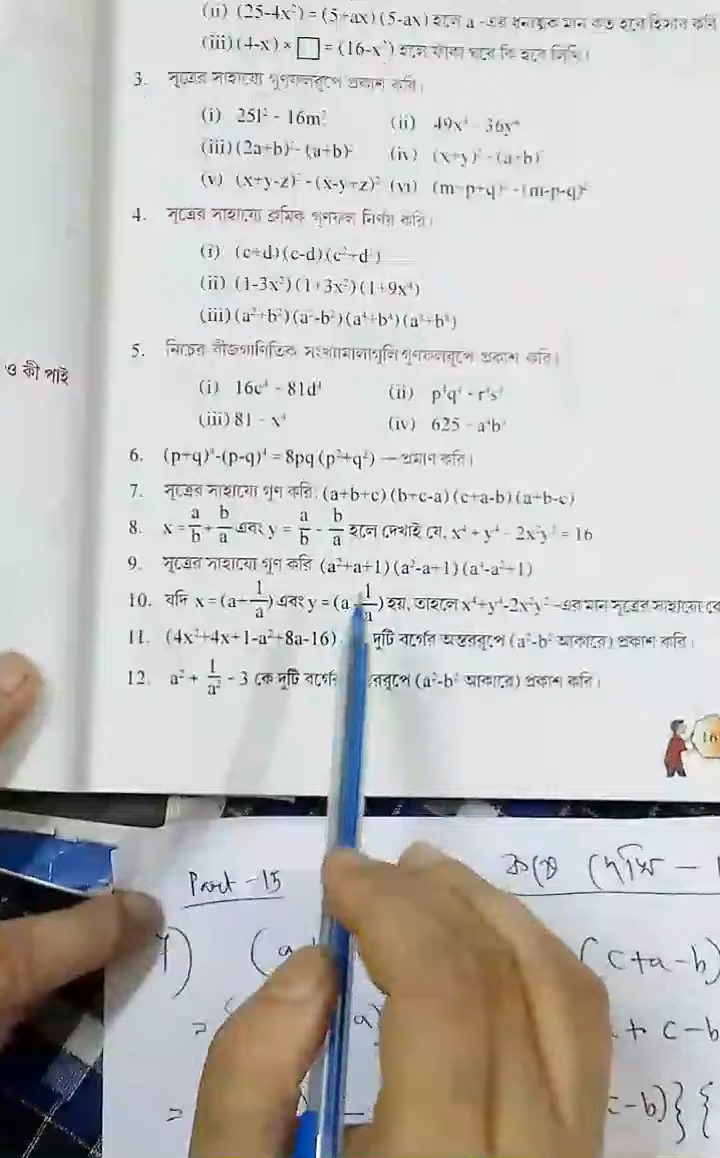 (ii) (25-4x²) = (5+ax) (5-ax) হলে a -এর ধনাত্মক মান কত হবে হিসাব করি
(iii) (4-x) × □ = (16-x²) হলে ফাঁকা ঘরে কি হবে লিখি।
3. সূত্রের সাহায্যে গুণফলরূপে প্রকাশ করি।
(i) 25l² - 16m² (ii) 49x⁴ - 36y⁴
(iii) (2a+b)² - (a+b)² (iv) (x+y)² - (a+b)²
(v) (x+y-z)² - (x-y+z)² (vi) (m+p+q)² - (m-p-q)²
4. সূত্রের সাহায্যে ক্রমিক গুণফল নির্ণয় করি।
(i) (c+d) (c-d) (c²+d²)
(ii) (1-3x²) (1+3x²) (1+9x⁴)
(iii) (a²+b²) (a²-b²) (a⁴+b⁴) (a⁸+b⁸)
5. নিচের বীজগাণিতিক সংখ্যামালাগুলি গুণফলরূপে প্রকাশ করি।
ও কী পাই
(i) 16c⁴ - 81d⁴ (ii) p⁴q⁴ - r⁴s⁴
(iii) 81 - x⁴ (iv) 625 - a⁴b⁴
6. (p+q)⁴-(p-q)⁴ = 8pq (p²+q²) — প্রমাণ করি।
7. সূত্রের সাহায্যে গুণ করি: (a+b+c) (b+c-a) (c+a-b) (a+b-c)
8. x = a/b + b/a এবং y = a/b - b/a হলে দেখাই যে, x⁴ + y⁴ - 2x²y² = 16
9. সূত্রের সাহায্যে গুণ করি (a²+a+1) (a²-a+1) (a⁴-a²+1)
10. যদি x = (a+1/a) এবং y = (a-1/a) হয়, তাহলে x⁴+y⁴-2x²y² -এর মান সূত্রের সাহায্যে
11. (4x²+4x+1-a²+8a-16) দুটি বর্গের অন্তররূপে (a²-b² আকারে) প্রকাশ করি।
12. a² + 1/a² - 3 কে দুটি বর্গের (a²-b² আকারে) প্রকাশ করি।
16
Part - 15 কষে দেখি -
7) (a (c+a-b)
= a) + c-b
= c-b)} {